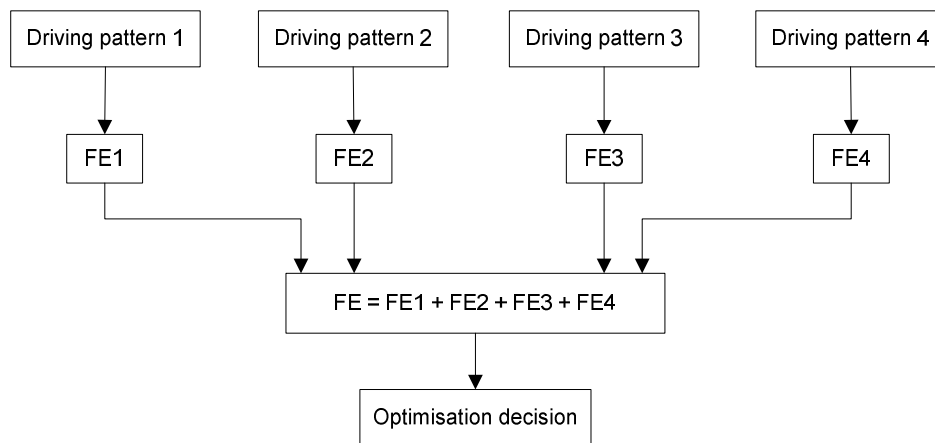 Driving pattern 1
Driving pattern 2
Driving pattern 3
Driving pattern 4
FE1
FE2
FE3
FE4
FE = FE1 + FE2 + FE3 + FE4
Optimisation decision